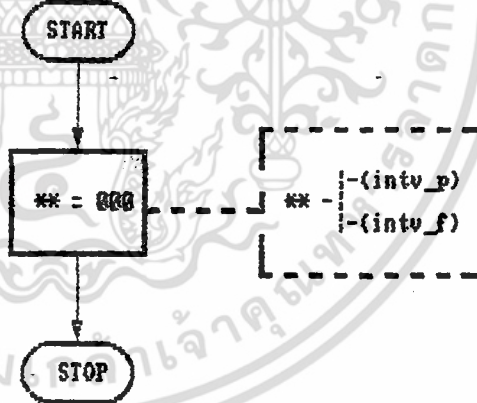 START
** = 000
** -
|-(intv_p)
|-(intv_f)
STOP